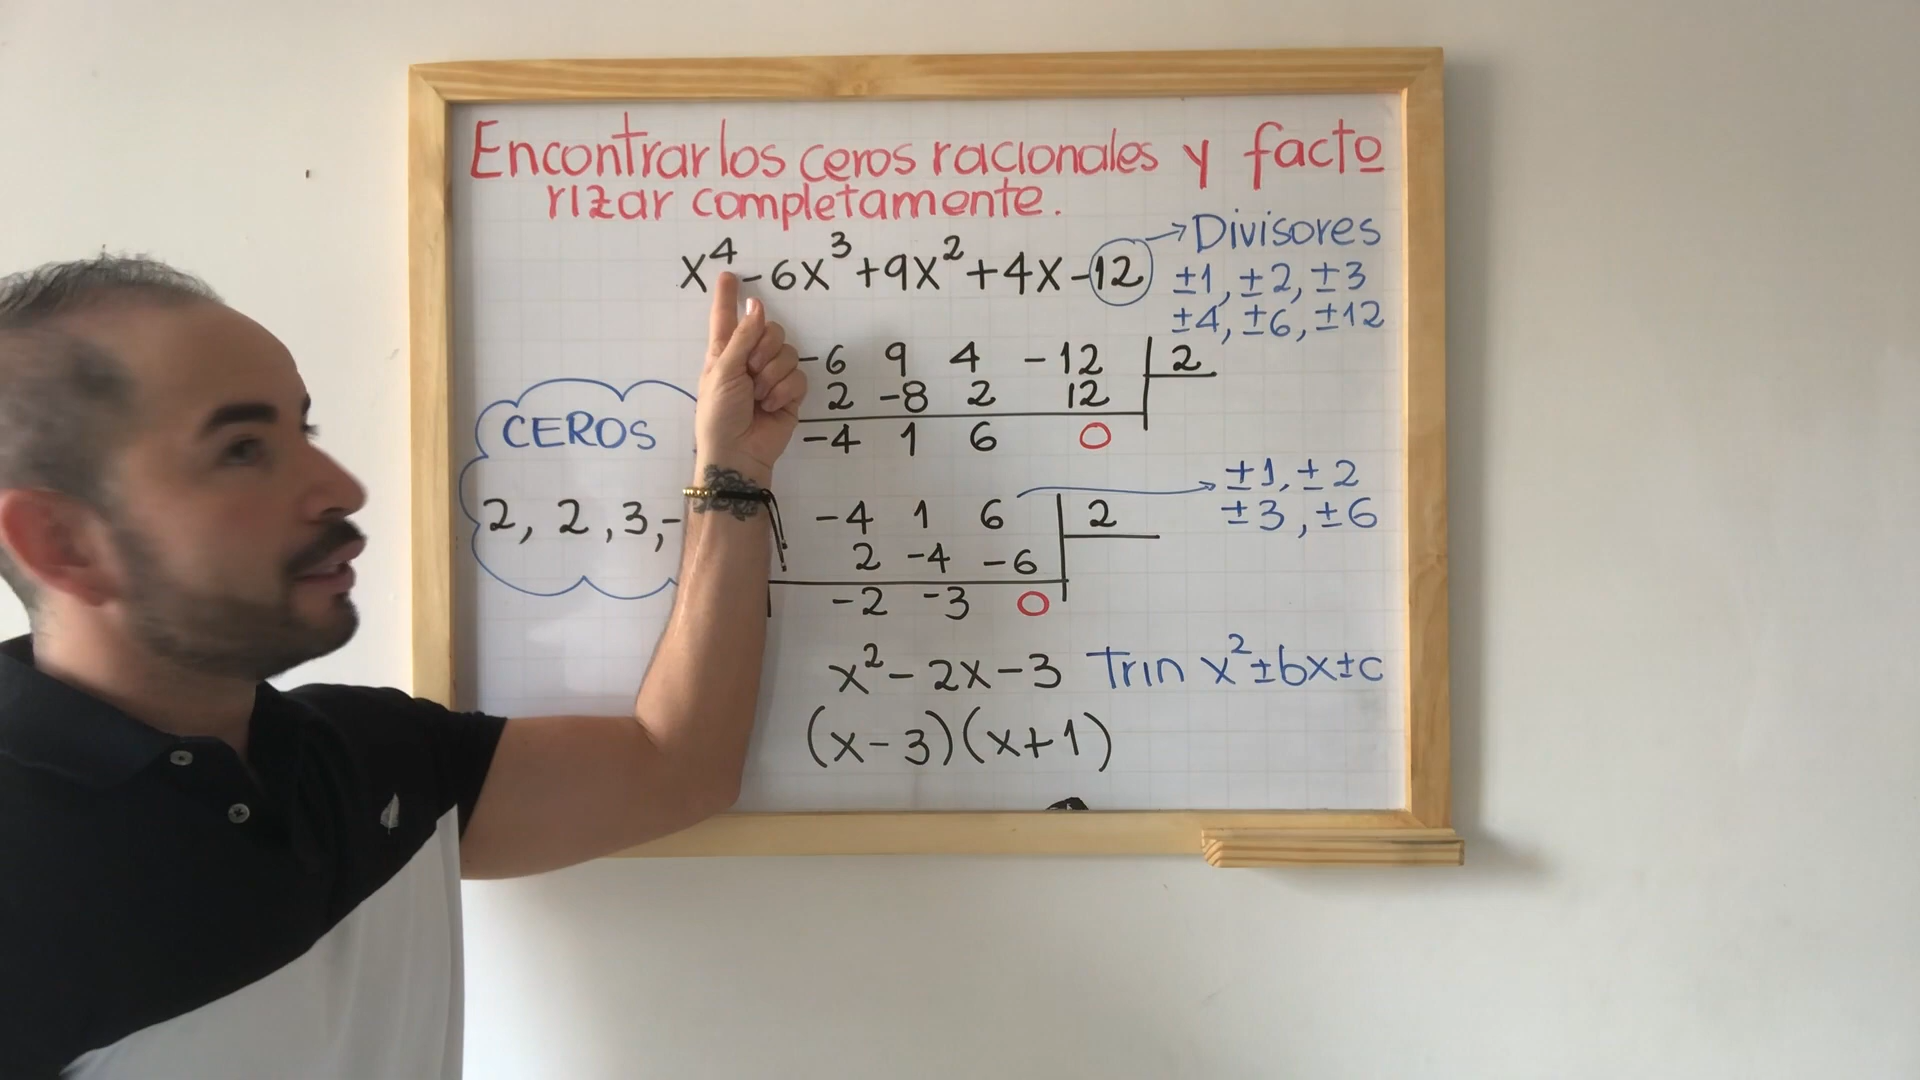 Encontrar los ceros racionales y facto
rizar completamente.
x⁴-6x³+9x²+4x-12 → Divisores
±1, ±2, ±3
±4, ±6, ±12
-6 9 4 -12 2
2 -8 2 12
-4 1 6 0
CEROS
2, 2, 3, -
-4 1 6 2
±1, ±2
±3, ±6
2 -4 -6
-2 -3 0
x²-2x-3 Trin x²±bx±c
(x-3)(x+1)